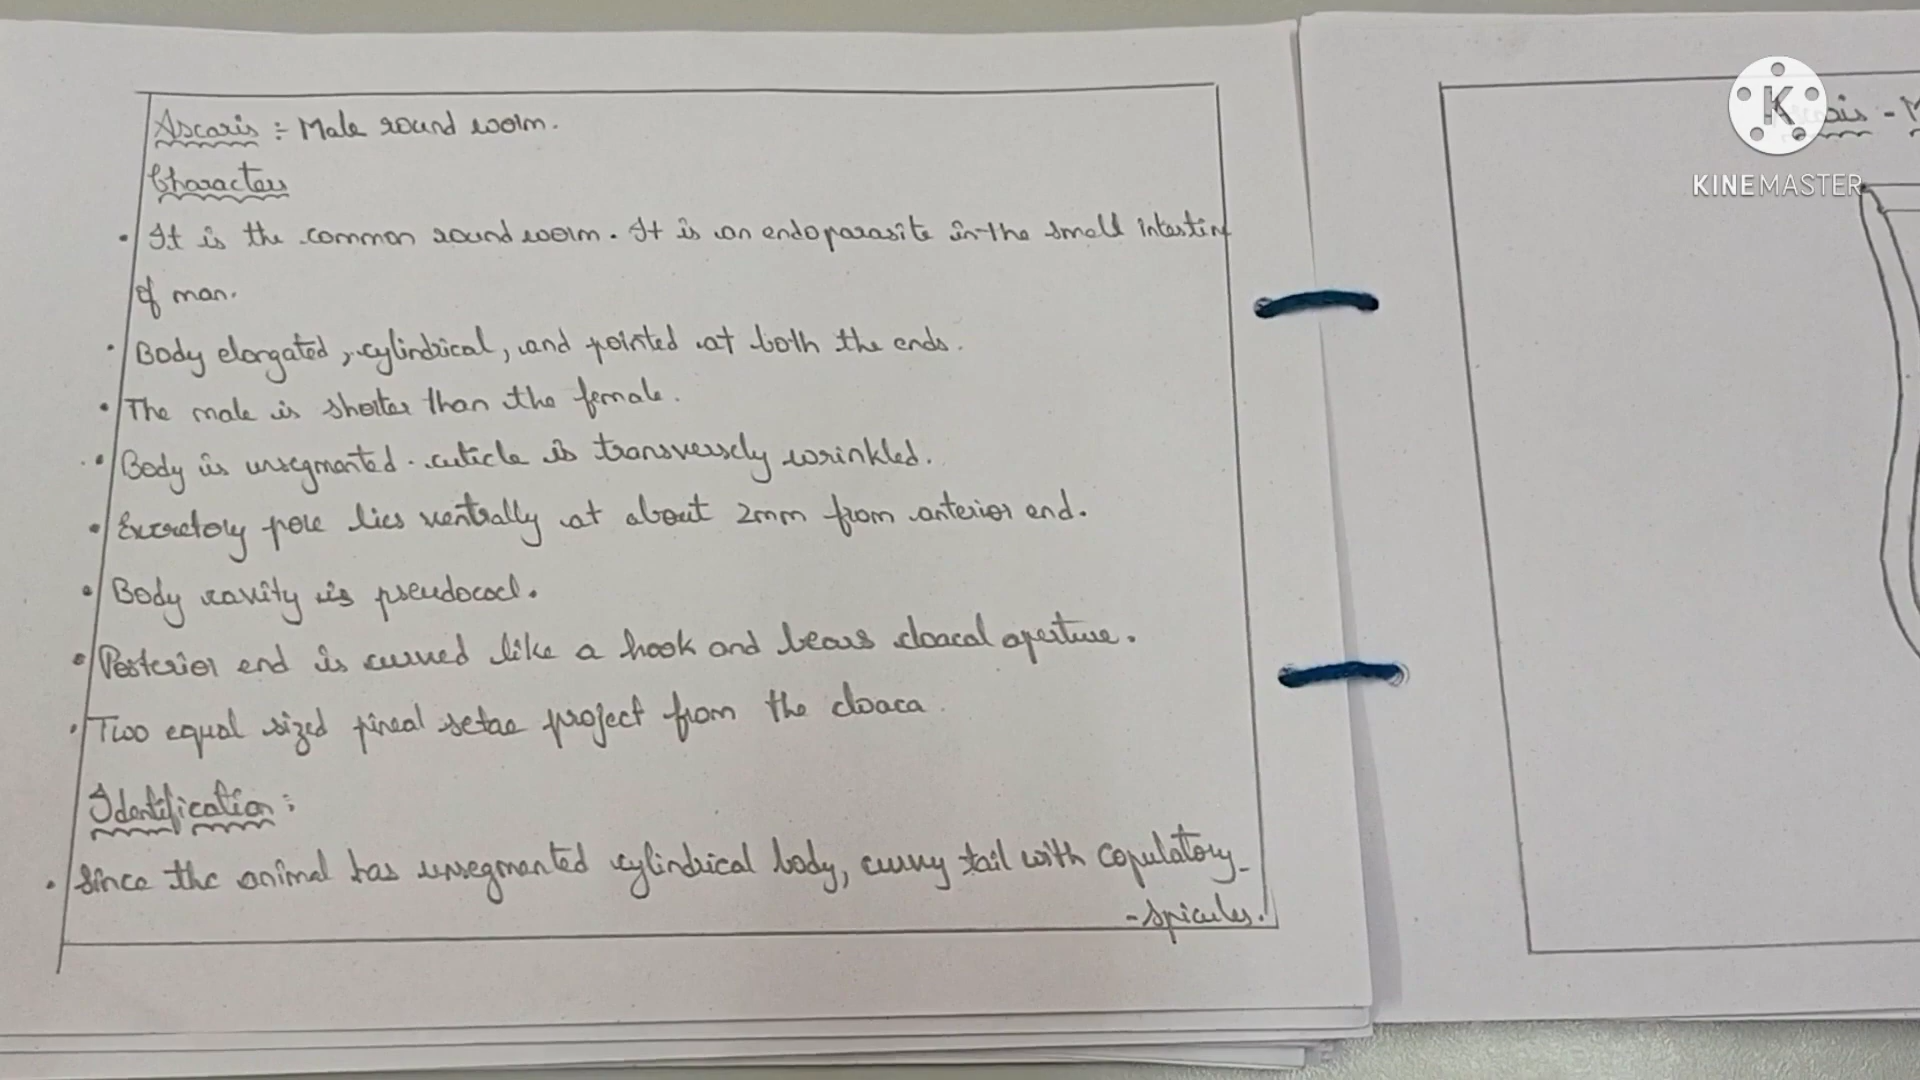 Ascaris :- Male round worm.
Characters
• It is the common round worm. It is an endoparasite in the small intestin
of man.
• Body elongated, cylindrical, and pointed at both the ends.
• The male is shorter than the female.
• Body is unsegmented. cuticle is transversely wrinkled.
• Excretory pore lies ventrally at about 2mm from anterior end.
• Body cavity is pseudocoel.
• Posterior end is curved like a hook and bears cloacal aperture.
• Two equal sized pineal setae project from the cloaca.
Identification :
• Since the animal has unsegmented cylindrical body, curvy tail with copulatory-
-spicules.
K
KINEMASTER